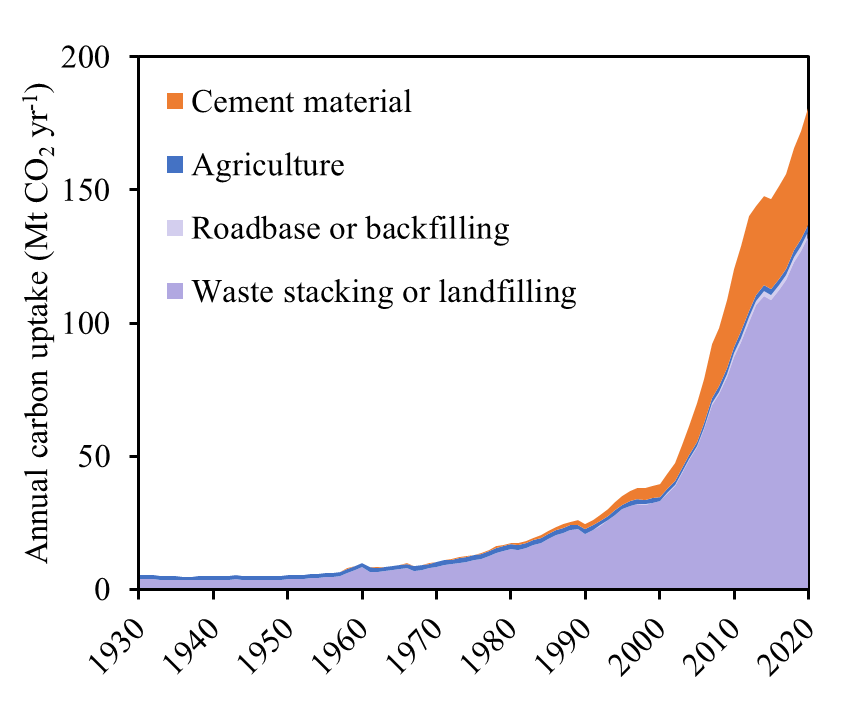 Annual carbon uptake (Mt CO₂ yr⁻¹)
200
150
100
50
0
Cement material
Agriculture
Roadbase or backfilling
Waste stacking or landfilling
1930 1940 1950 1960 1970 1980 1990 2000 2010 2020